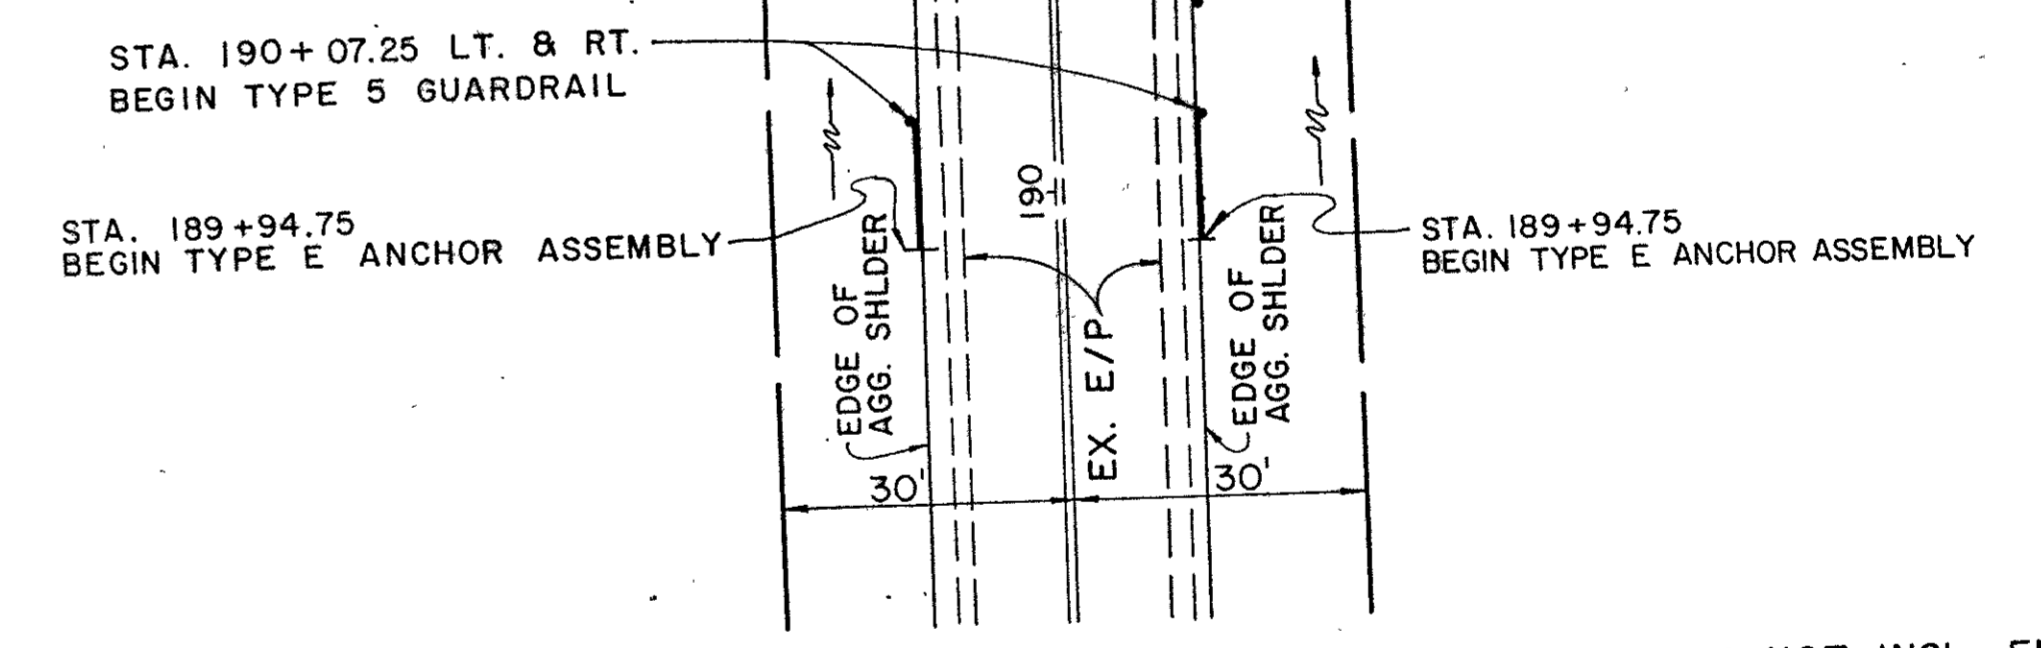 STA. 190+07.25 LT. & RT.
BEGIN TYPE 5 GUARDRAIL
STA. 189+94.75
BEGIN TYPE E ANCHOR ASSEMBLY
190
STA. 189+94.75
BEGIN TYPE E ANCHOR ASSEMBLY
EDGE OF
AGG. SHLDER
EX. E/P
EDGE OF
AGG. SHLDER
30'
30'